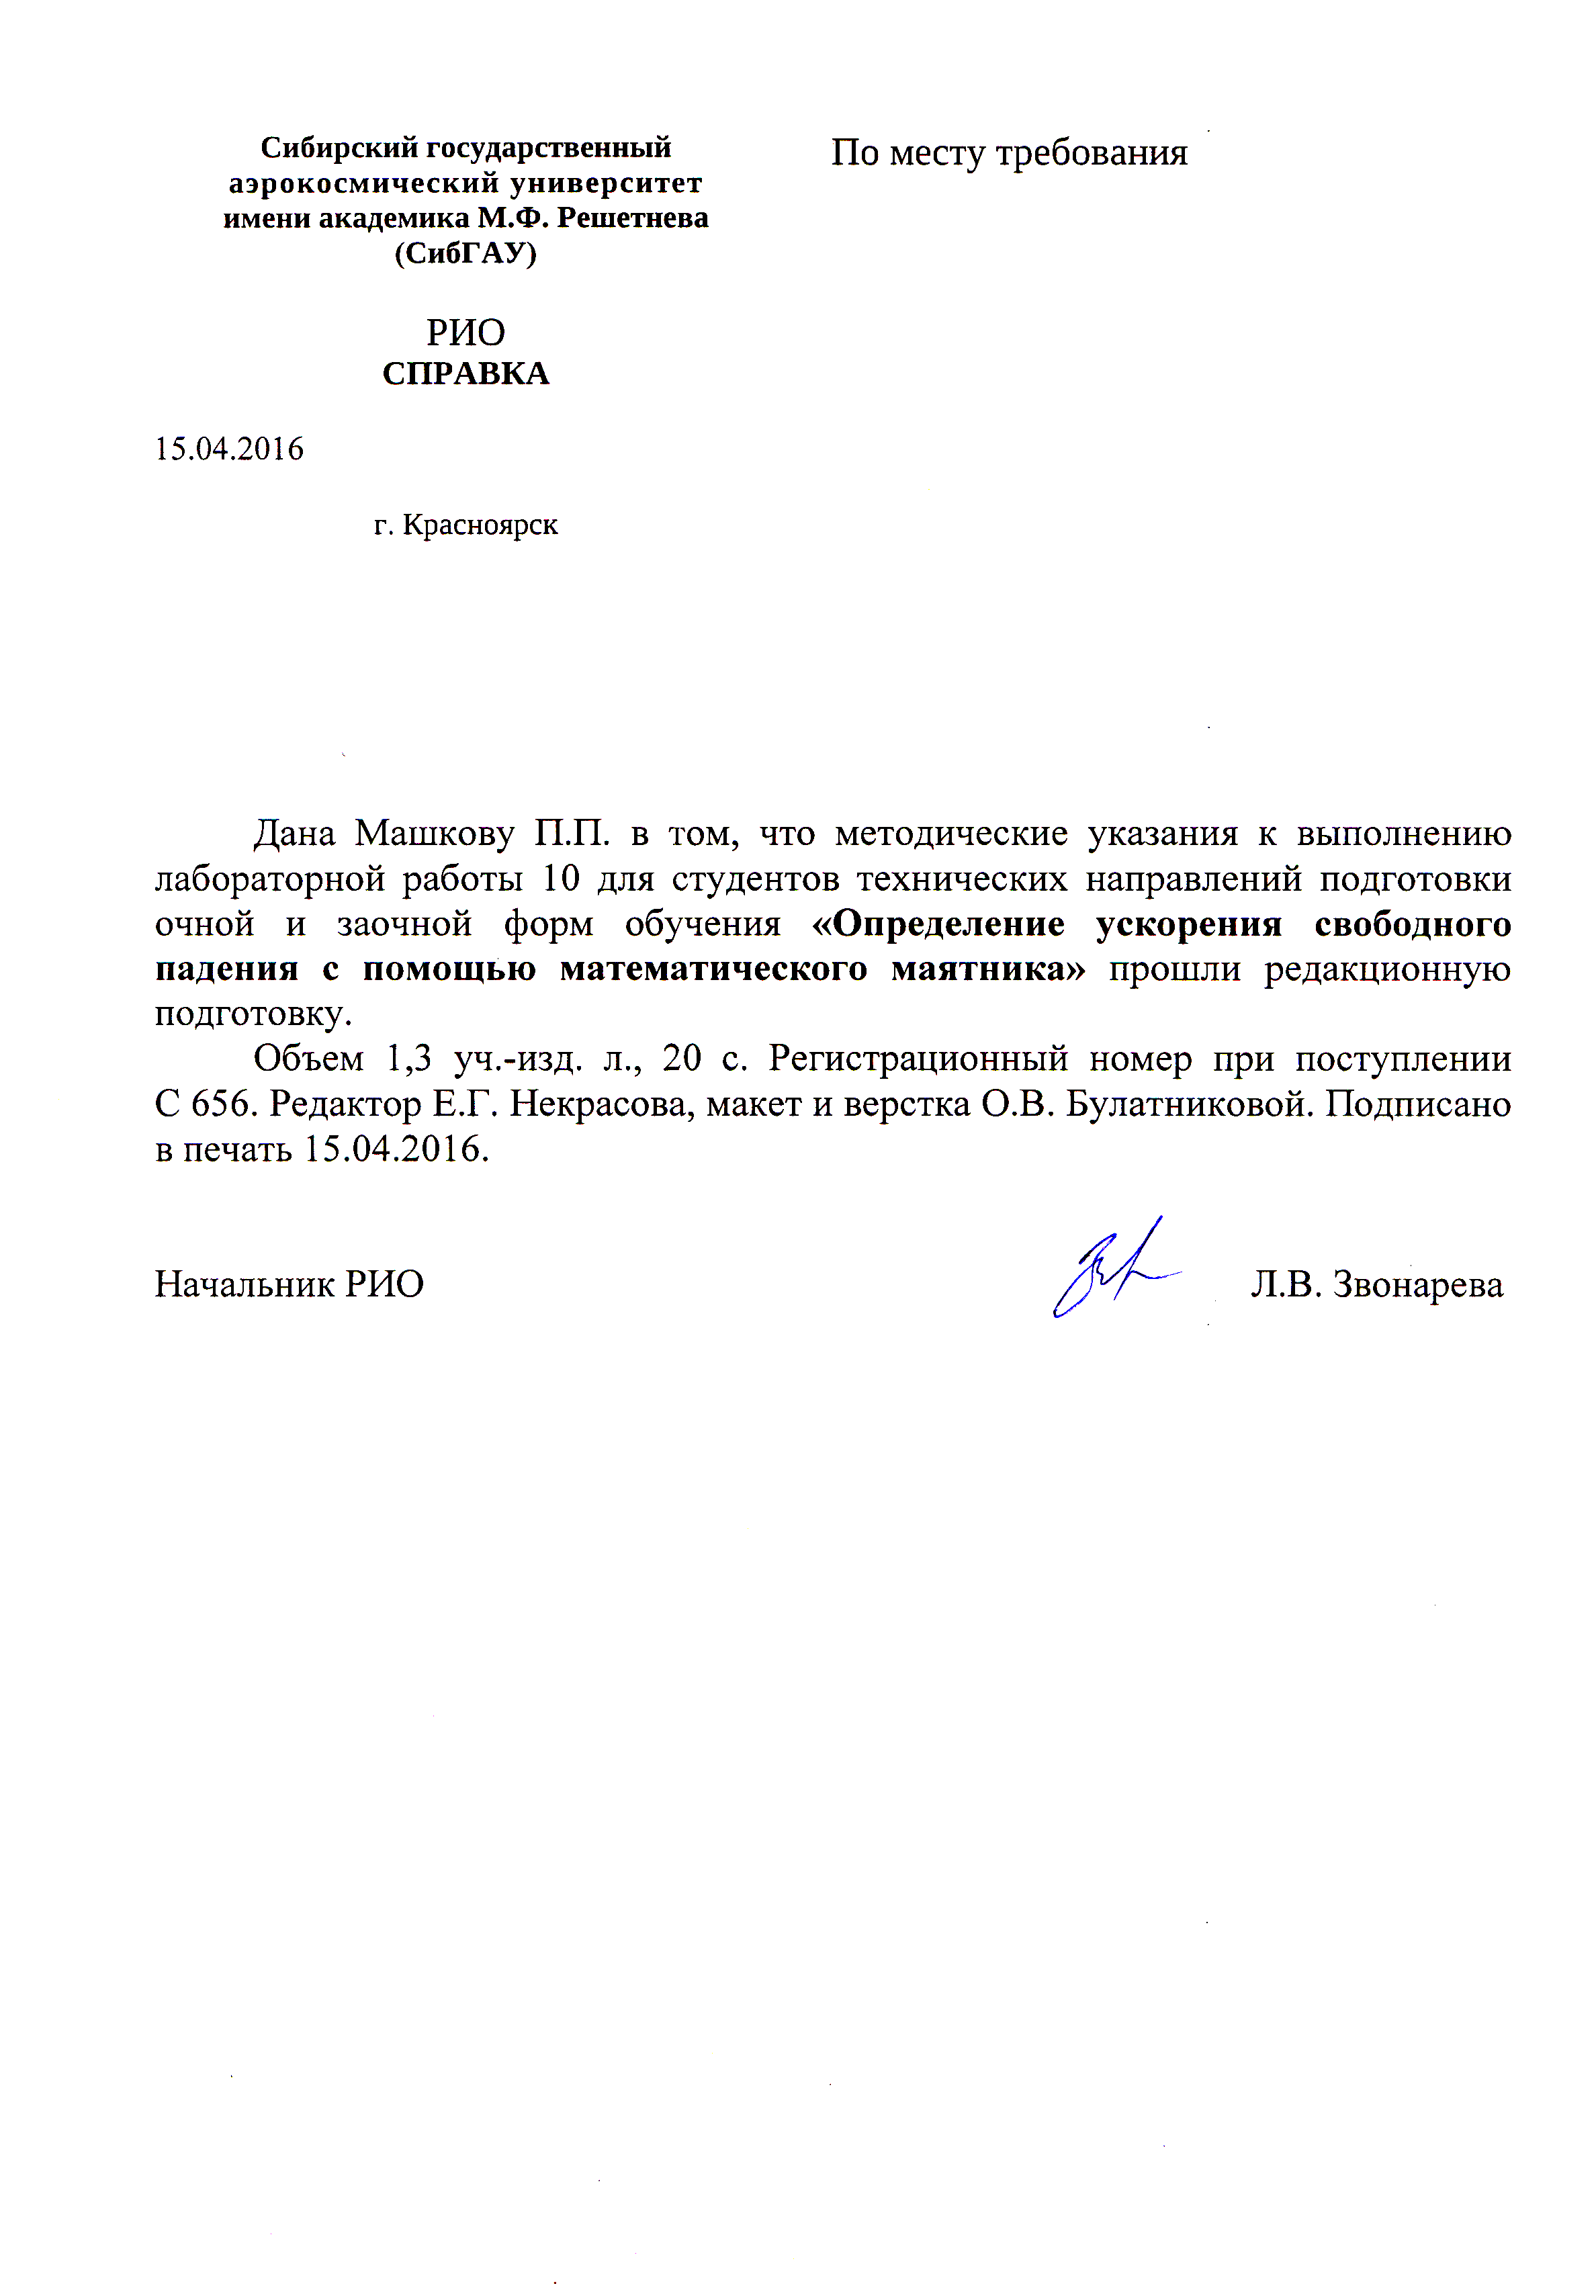 Сибирский государственный
аэрокосмический университет
имени академика М.Ф. Решетнева
(СибГАУ)
По месту требования
РИО
СПРАВКА
15.04.2016
г. Красноярск
Дана Машкову П.П. в том, что методические указания к выполнению
лабораторной работы 10 для студентов технических направлений подготовки
очной и заочной форм обучения «Определение ускорения свободного
падения с помощью математического маятника» прошли редакционную
подготовку.
Объем 1,3 уч.-изд. л., 20 с. Регистрационный номер при поступлении
С 656. Редактор Е.Г. Некрасова, макет и верстка О.В. Булатниковой. Подписано
в печать 15.04.2016.
Начальник РИО
Л.В. Звонарева